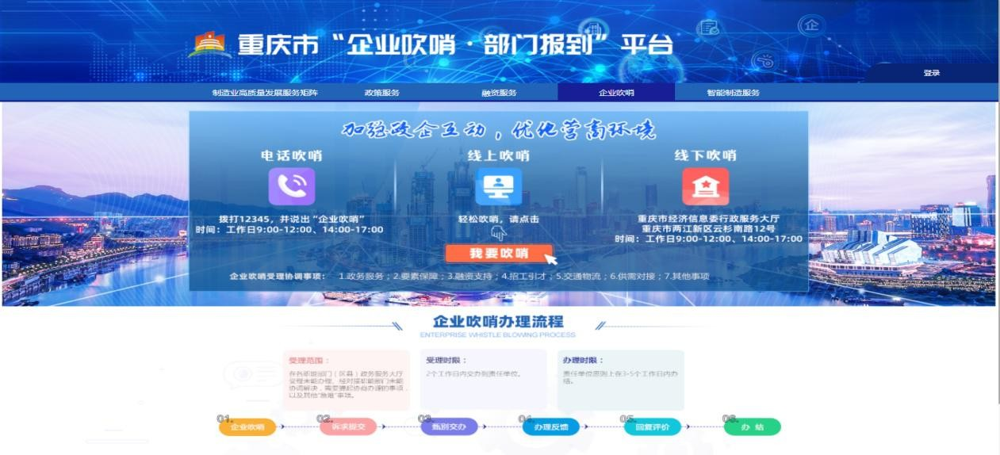 重庆市“企业吹哨·部门报到”平台
登录
制造业高质量发展服务矩阵 政策服务 融资服务 企业吹哨 智能制造服务
加强政企互动，优化营商环境
电话吹哨 线上吹哨 线下吹哨
拨打12345，并说出“企业吹哨”
时间：工作日9:00-12:00、14:00-17:00
轻松吹哨，请点击
我要吹哨
重庆市经济信息委行政服务大厅
重庆市两江新区云杉南路12号
时间：工作日9:00-12:00、14:00-17:00
企业吹哨受理协调事项： 1.政务服务；2.要素保障；3.融资支持；4.招工引才；5.交通物流；6.供需对接；7.其他事项
企业吹哨办理流程
ENTERPRISE WHISTLE BLOWING PROCESS
受理范围：
在各职能部门（区县）政务服务大厅
受理未能办理、经对接职能部门未能
协调解决，需要提起协商办理的事项，
以及其他“急难”事项。
受理时限：
2个工作日内交办到责任单位。
办理时限：
责任单位原则上在3-5个工作日内办
结。
01. 02. 03. 04. 05. 06.
企业吹哨 诉求提交 甄别交办 办理反馈 回复评价 办 结